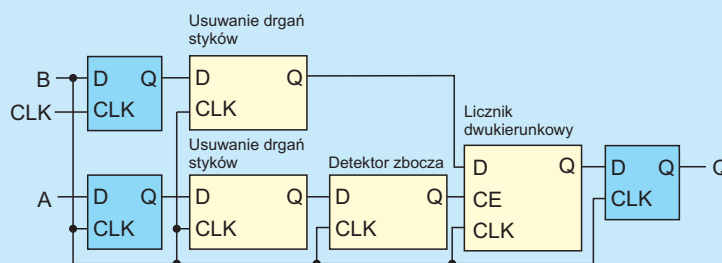 Usuwanie drgań
styków
B
D Q
CLK
CLK
D Q
CLK
Usuwanie drgań
styków
A
D Q
CLK
D Q
CLK
Detektor zbocza
D Q
CLK
Licznik
dwukierunkowy
D Q
CE
CLK
D Q
CLK
Q